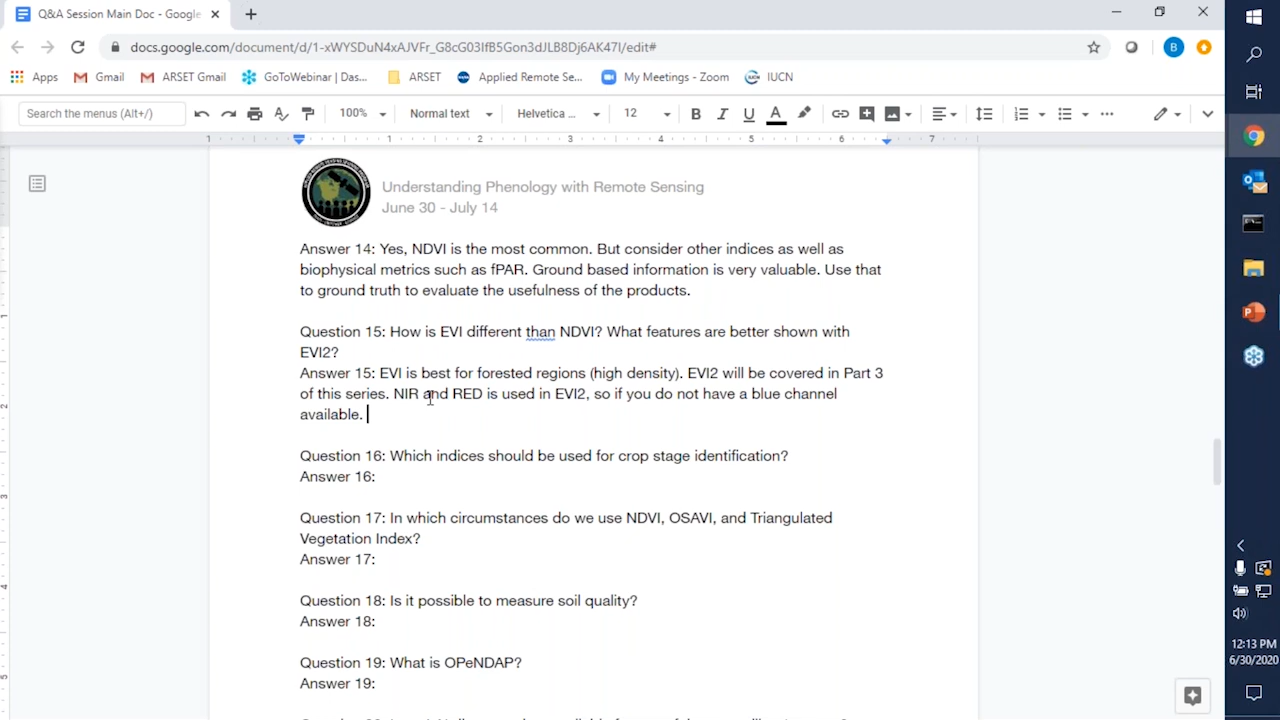 Q&A Session Main Doc - Google
docs.google.com/document/d/1-xWYSDuN4xAJVFr_G8cG03IfB5Gon3dJLB8Dj6AK47I/edit#
B
Apps
Gmail
ARSET Gmail
GoToWebinar | Das...
ARSET
Applied Remote Se...
My Meetings - Zoom
IUCN
Search the menus (Alt+/)
100%
Normal text
Helvetica ...
12
B
I
U
A
1
1
2
3
4
5
6
7
Understanding Phenology with Remote Sensing
June 30 - July 14
Answer 14: Yes, NDVI is the most common. But consider other indices as well as
biophysical metrics such as fPAR. Ground based information is very valuable. Use that
to ground truth to evaluate the usefulness of the products.
Question 15: How is EVI different than NDVI? What features are better shown with
EVI2?
Answer 15: EVI is best for forested regions (high density). EVI2 will be covered in Part 3
of this series. NIR and RED is used in EVI2, so if you do not have a blue channel
available.
Question 16: Which indices should be used for crop stage identification?
Answer 16:
Question 17: In which circumstances do we use NDVI, OSAVI, and Triangulated
Vegetation Index?
Answer 17:
Question 18: Is it possible to measure soil quality?
Answer 18:
Question 19: What is OPeNDAP?
Answer 19:
12:13 PM
6/30/2020